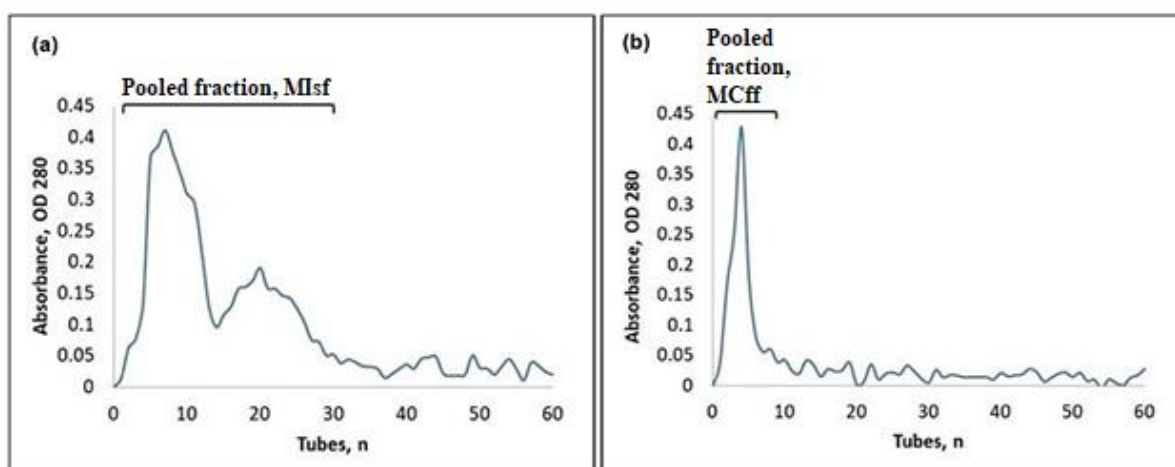 (a)
Pooled fraction, MIsf
0.45
0.4
0.35
0.3
0.25
0.2
0.15
0.1
0.05
0
Absorbance, OD 280
0 10 20 30 40 50 60
Tubes, n
(b)
Pooled
fraction,
MCff
0.45
0.4
0.35
0.3
0.25
0.2
0.15
0.1
0.05
0
Absorbance, OD 280
0 10 20 30 40 50 60
Tubes, n